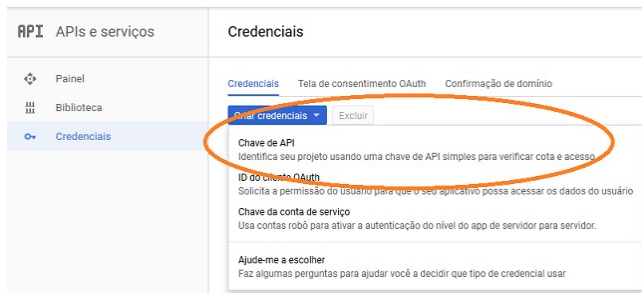 API APIs e serviços
Credenciais
Painel
Biblioteca
Credenciais
Credenciais Tela de consentimento OAuth Confirmação de domínio
Criar credenciais Excluir
Chave de API
Identifica seu projeto usando uma chave de API simples para verificar cota e acesso
ID do cliente OAuth
Solicita a permissão do usuário para que o seu aplicativo possa acessar os dados do usuário
Chave da conta de serviço
Usa contas robô para ativar a autenticação do nível do app de servidor para servidor.
Ajude-me a escolher
Faz algumas perguntas para ajudar você a decidir que tipo de credencial usar